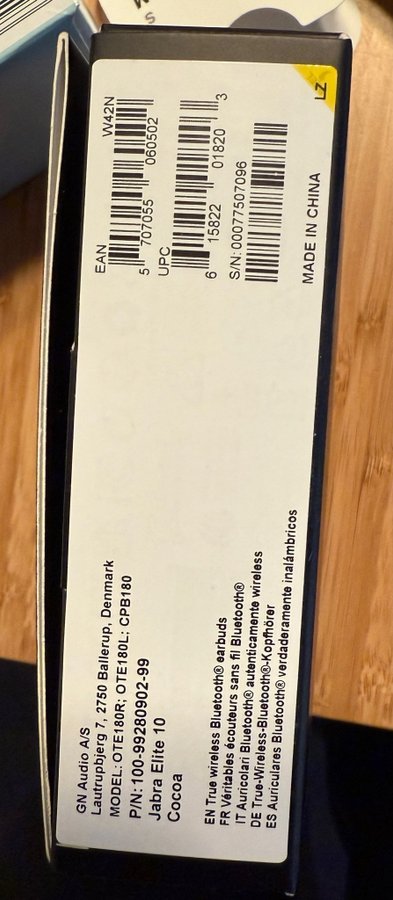 GN Audio A/S
Lautrupbjerg 7, 2750 Ballerup, Denmark
MODEL: OTE180R; OTE180L; CPB180
P/N: 100-99280902-99
Jabra Elite 10
Cocoa
EN True wireless Bluetooth® earbuds
FR Véritables écouteurs sans fil Bluetooth®
IT Auricolari Bluetooth® autenticamente wireless
DE True-Wireless-Bluetooth®-Kopfhörer
ES Auriculares Bluetooth® verdaderamente inalámbricos
W42N
EAN
5 707055 060502
UPC
6 15822 01820 3
S/N: 00077507096
MADE IN CHINA
LZ